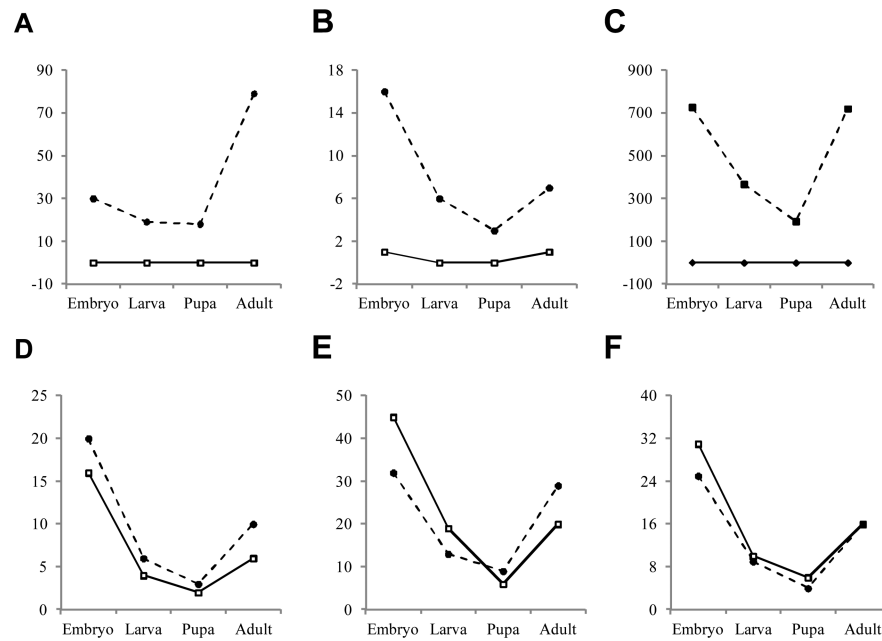 A B C
90 18 900
70 14 700
50 10 500
30 6 300
10 2 100
-10 -2 -100
Embryo Larva Pupa Adult Embryo Larva Pupa Adult Embryo Larva Pupa Adult
D E F
25 50 40
20 40 32
15 30 24
10 20 16
5 10 8
0 0 0
Embryo Larva Pupa Adult Embryo Larva Pupa Adult Embryo Larva Pupa Adult